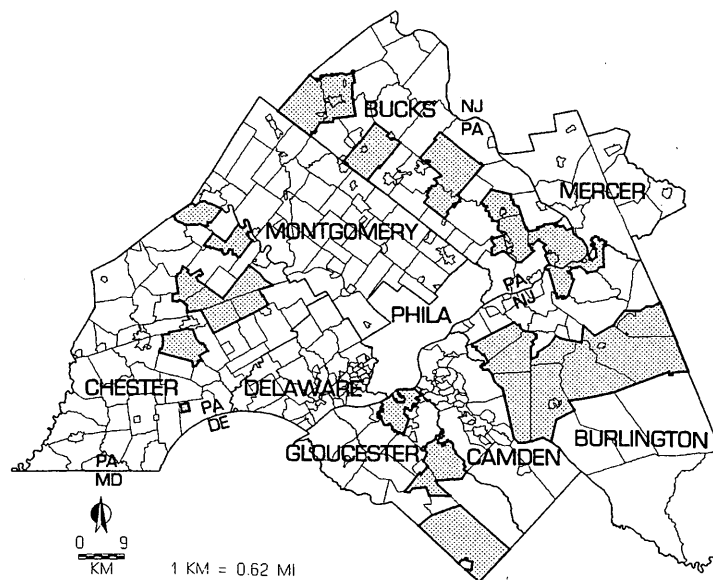 BUCKS
NJ
PA
MERCER
MONTGOMERY
PA
NJ
PHILA
CHESTER
DELAWARE
PA
DE
GLOUCESTER
CAMDEN
BURLINGTON
PA
MD
0 9
KM
1 KM = 0.62 MI